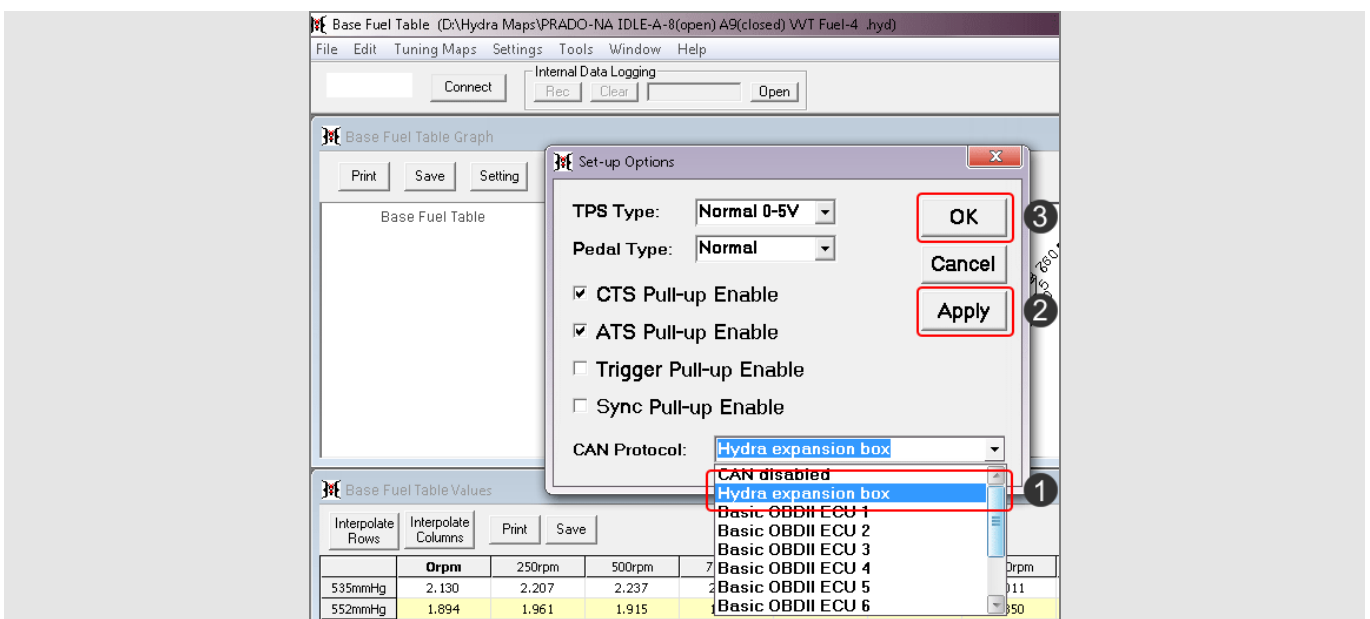 Base Fuel Table (D:\Hydra Maps\PRADO-NA IDLE-A-8(open) A9(closed) VVT Fuel-4 .hyd)
File Edit Tuning Maps Settings Tools Window Help
Connect
Internal Data Logging
Rec Clear Open
Base Fuel Table Graph
Print Save Setting
Base Fuel Table
Set-up Options
TPS Type: Normal 0-5V
OK 3
Pedal Type: Normal
Cancel
CTS Pull-up Enable
Apply 2
ATS Pull-up Enable
Trigger Pull-up Enable
Sync Pull-up Enable
CAN Protocol: Hydra expansion box
CAN disabled
Hydra expansion box 1
Basic OBDII ECU 1
Basic OBDII ECU 2
Basic OBDII ECU 3
Basic OBDII ECU 4
Basic OBDII ECU 5
Basic OBDII ECU 6
Base Fuel Table Values
Interpolate Rows
Interpolate Columns
Print Save
0rpm 250rpm 500rpm
535mmHg 2.130 2.207 2.237
552mmHg 1.894 1.961 1.915